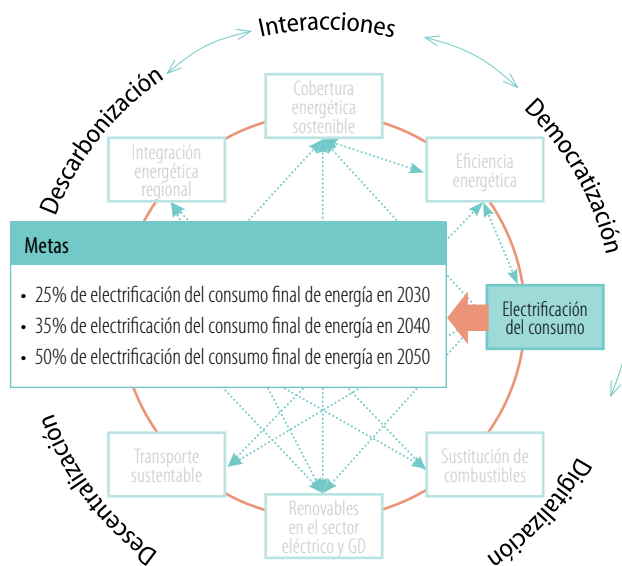 Interacciones
Descarbonización
Democratización
Cobertura
energética
sostenible
Integración
energética
regional
Eficiencia
energética
Metas
• 25% de electrificación del consumo final de energía en 2030
• 35% de electrificación del consumo final de energía en 2040
• 50% de electrificación del consumo final de energía en 2050
Electrificación
del consumo
Transporte
sustentable
Sustitución de
combustibles
Renovables
en el sector
eléctrico y GD
Descentralización
Digitalización